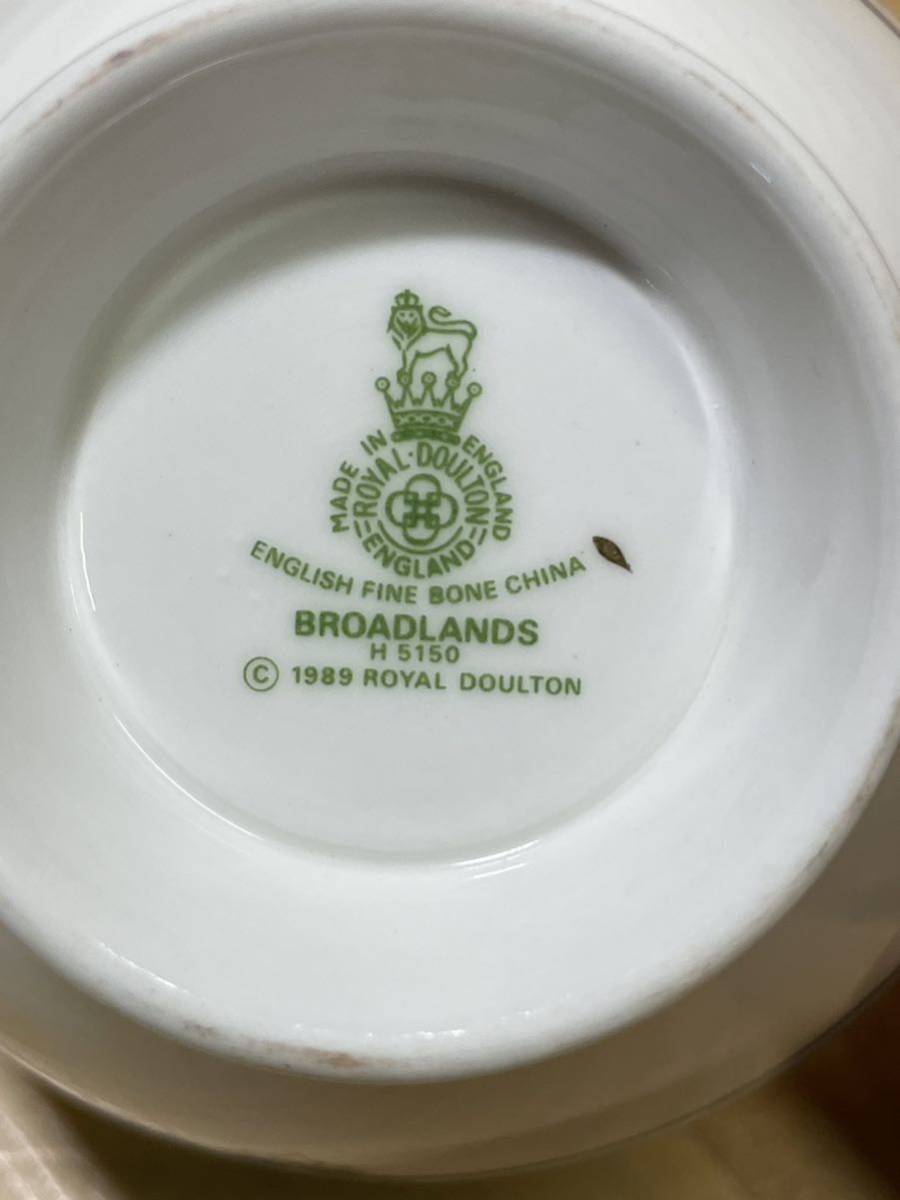 MADE IN ENGLAND
ROYAL·DOULTON
ENGLAND
ENGLISH FINE BONE CHINA
BROADLANDS
H 5150
© 1989 ROYAL DOULTON